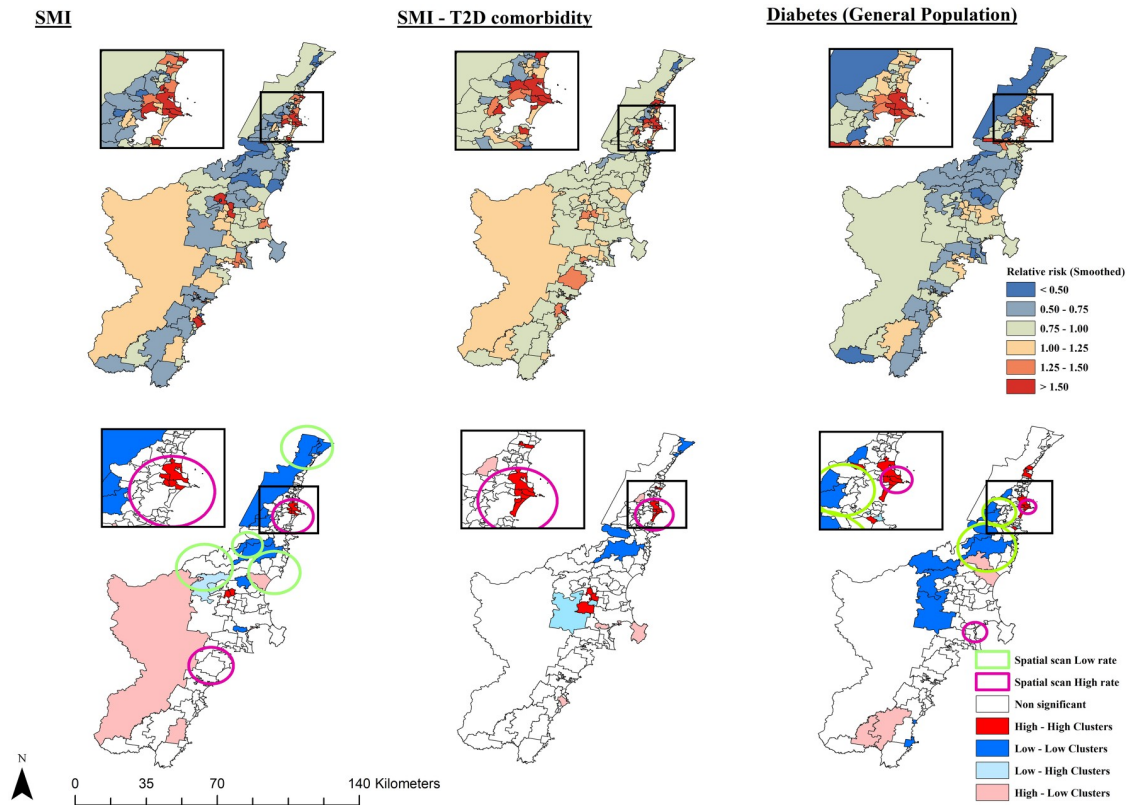 SMI
SMI - T2D comorbidity
Diabetes (General Population)
Relative risk (Smoothed)
< 0.50
0.50 - 0.75
0.75 - 1.00
1.00 - 1.25
1.25 - 1.50
> 1.50
Spatial scan Low rate
Spatial scan High rate
Non significant
High - High Clusters
Low - Low Clusters
Low - High Clusters
High - Low Clusters
N
0 35 70 140 Kilometers